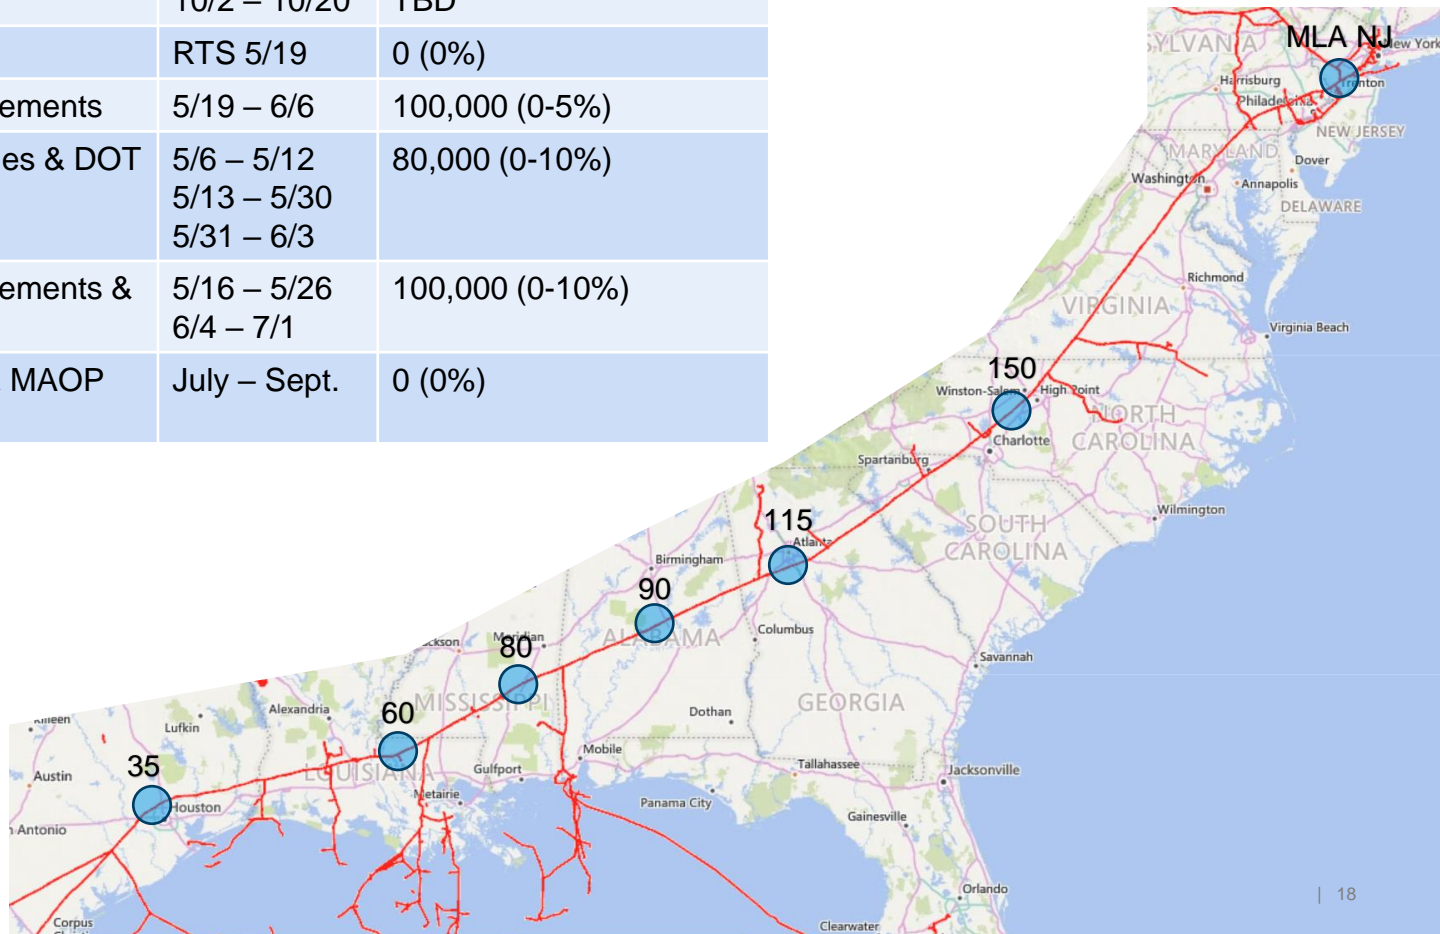 10/2 – 10/20 TBD
RTS 5/19 0 (0%)
ements 5/19 – 6/6 100,000 (0-5%)
es & DOT 5/6 – 5/12 80,000 (0-10%)
5/13 – 5/30
5/31 – 6/3
ements & 5/16 – 5/26 100,000 (0-10%)
6/4 – 7/1
MAOP July – Sept. 0 (0%)
MLA NJ
SYLVANIA
New York
Harrisburg
Trenton
Philadelphia
NEW JERSEY
MARYLAND
Dover
Washington
Annapolis
DELAWARE
Richmond
VIRGINIA
Virginia Beach
150
Winston-Salem
High Point
NORTH
CAROLINA
Charlotte
Spartanburg
Wilmington
115
SOUTH
CAROLINA
Atlanta
Birmingham
90
ALABAMA
Columbus
ckson
Meridian
80
Savannah
MISSISSIPPI
GEORGIA
Alexandria
60
Dothan
Killeen
Lufkin
Mobile
35
LOUISIANA
Gulfport
Tallahassee
Jacksonville
Austin
Houston
Metairie
Panama City
Gainesville
n Antonio
Orlando
| 18
Corpus
Clearwater